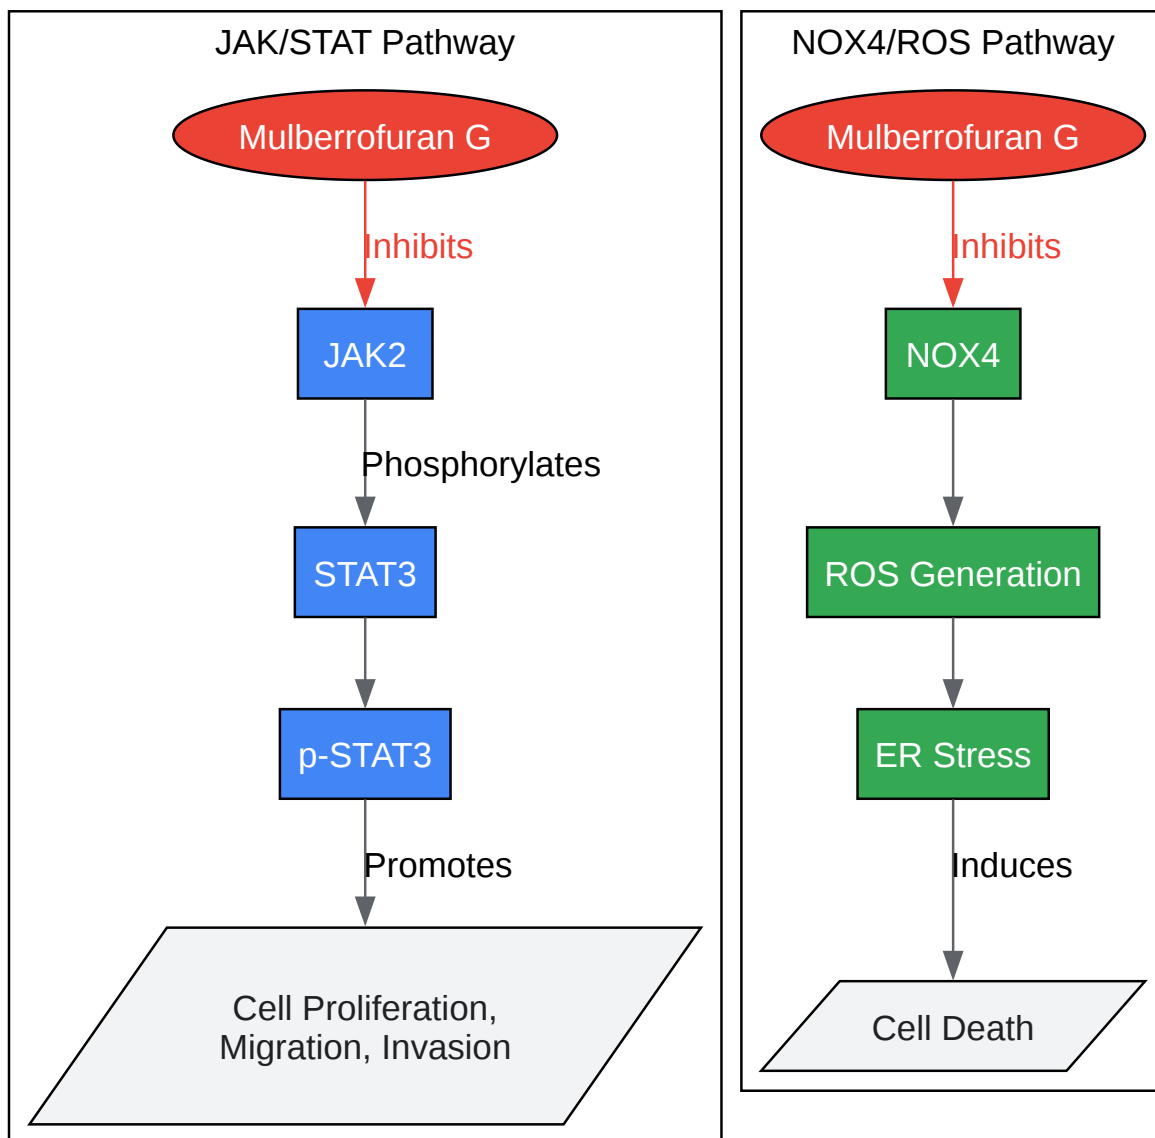 JAK/STAT Pathway
Mulberrofuran G
Inhibits
JAK2
Phosphorylates
STAT3
p-STAT3
Promotes
Cell Proliferation,
Migration, Invasion
NOX4/ROS Pathway
Mulberrofuran G
Inhibits
NOX4
ROS Generation
ER Stress
Induces
Cell Death